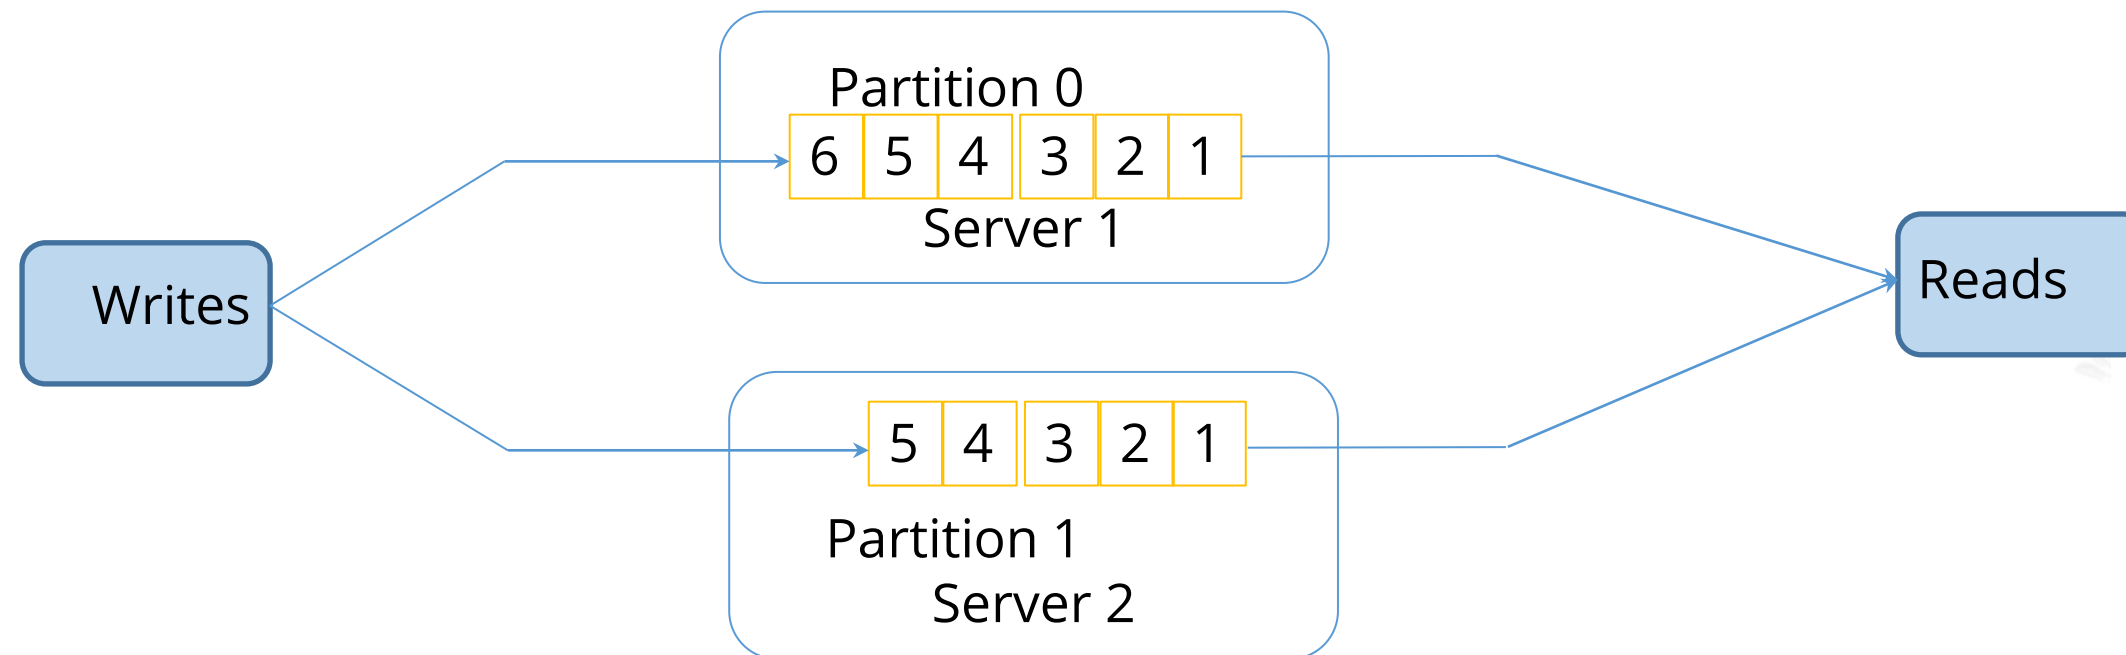 Partition 0
6 5 4 3 2 1
Server 1
Writes
Reads
5 4 3 2 1
Partition 1
Server 2